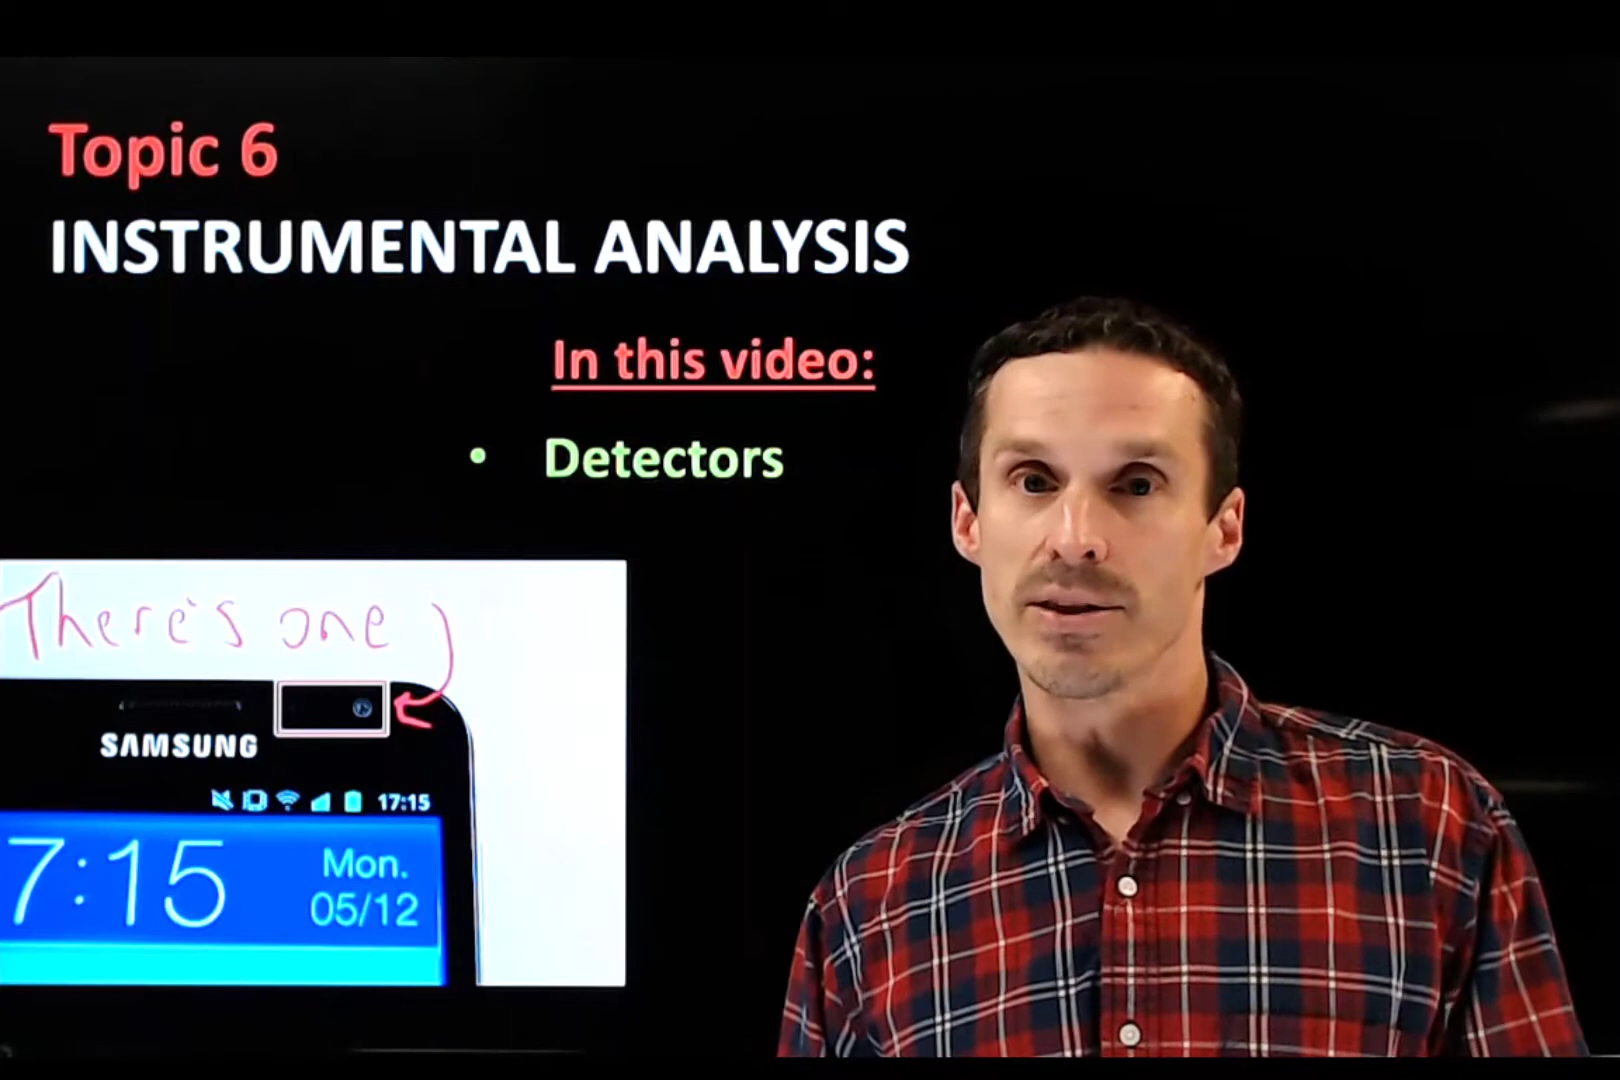 Topic 6
INSTRUMENTAL ANALYSIS
In this video:
• Detectors
There's one
SAMSUNG
17:15
7:15
Mon.
05/12